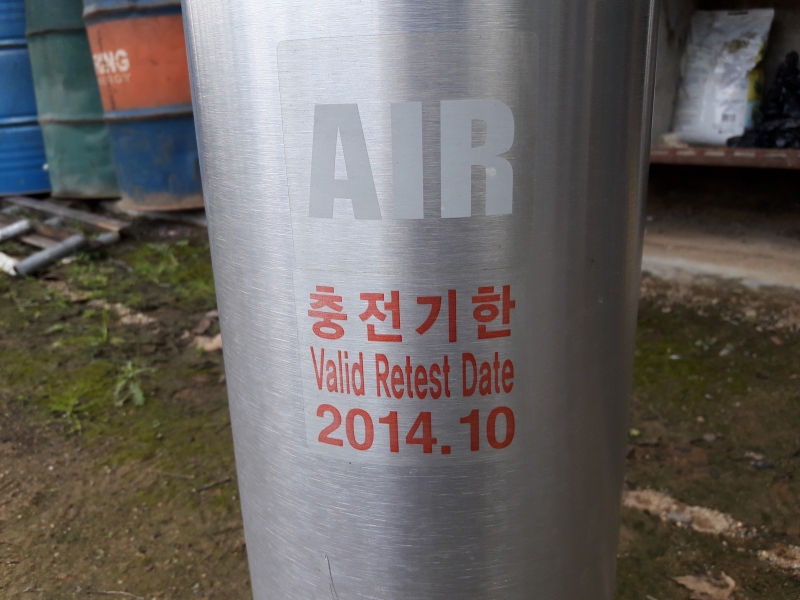 AIR
충전기한
Valid Retest Date
2014.10